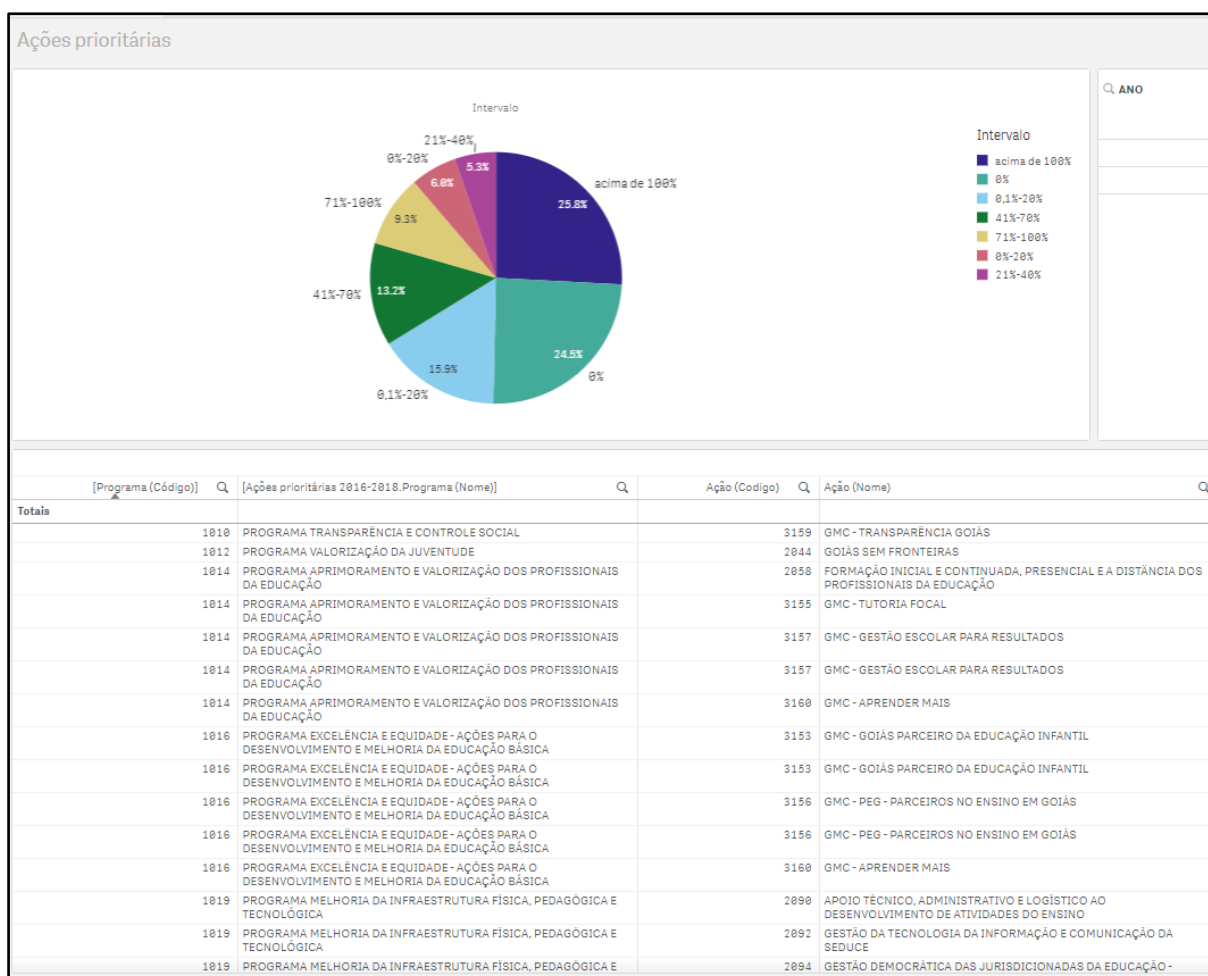 Ações prioritárias
Intervalo
21%-40%
0%-20%
5.3%
6.0%
acima de 100%
71%-100%
25.8%
9.3%
41%-70%
13.2%
24.5%
15.9%
0%
0,1%-20%
Intervalo
acima de 100%
0%
0,1%-20%
41%-70%
71%-100%
0%-20%
21%-40%
ANO
[Programa (Código)] [Ações prioritárias 2016-2018.Programa (Nome)] Ação (Codigo) Ação (Nome)
Totais
1010 PROGRAMA TRANSPARÊNCIA E CONTROLE SOCIAL 3159 GMC - TRANSPARÊNCIA GOIÁS
1012 PROGRAMA VALORIZAÇÃO DA JUVENTUDE 2044 GOIÁS SEM FRONTEIRAS
1014 PROGRAMA APRIMORAMENTO E VALORIZAÇÃO DOS PROFISSIONAIS 2058 FORMAÇÃO INICIAL E CONTINUADA, PRESENCIAL E A DISTÂNCIA DOS
DA EDUCAÇÃO PROFISSIONAIS DA EDUCAÇÃO
1014 PROGRAMA APRIMORAMENTO E VALORIZAÇÃO DOS PROFISSIONAIS 3155 GMC - TUTORIA FOCAL
DA EDUCAÇÃO
1014 PROGRAMA APRIMORAMENTO E VALORIZAÇÃO DOS PROFISSIONAIS 3157 GMC - GESTÃO ESCOLAR PARA RESULTADOS
DA EDUCAÇÃO
1014 PROGRAMA APRIMORAMENTO E VALORIZAÇÃO DOS PROFISSIONAIS 3157 GMC - GESTÃO ESCOLAR PARA RESULTADOS
DA EDUCAÇÃO
1014 PROGRAMA APRIMORAMENTO E VALORIZAÇÃO DOS PROFISSIONAIS 3160 GMC - APRENDER MAIS
DA EDUCAÇÃO
1016 PROGRAMA EXCELÊNCIA E EQUIDADE - AÇÕES PARA O 3153 GMC - GOIÁS PARCEIRO DA EDUCAÇÃO INFANTIL
DESENVOLVIMENTO E MELHORIA DA EDUCAÇÃO BÁSICA
1016 PROGRAMA EXCELÊNCIA E EQUIDADE - AÇÕES PARA O 3153 GMC - GOIÁS PARCEIRO DA EDUCAÇÃO INFANTIL
DESENVOLVIMENTO E MELHORIA DA EDUCAÇÃO BÁSICA
1016 PROGRAMA EXCELÊNCIA E EQUIDADE - AÇÕES PARA O 3156 GMC - PEG - PARCEIROS NO ENSINO EM GOIÁS
DESENVOLVIMENTO E MELHORIA DA EDUCAÇÃO BÁSICA
1016 PROGRAMA EXCELÊNCIA E EQUIDADE - AÇÕES PARA O 3156 GMC - PEG - PARCEIROS NO ENSINO EM GOIÁS
DESENVOLVIMENTO E MELHORIA DA EDUCAÇÃO BÁSICA
1016 PROGRAMA EXCELÊNCIA E EQUIDADE - AÇÕES PARA O 3160 GMC - APRENDER MAIS
DESENVOLVIMENTO E MELHORIA DA EDUCAÇÃO BÁSICA
1019 PROGRAMA MELHORIA DA INFRAESTRUTURA FÍSICA, PEDAGÓGICA E 2090 APOIO TÉCNICO, ADMINISTRATIVO E LOGÍSTICO AO
TECNOLÓGICA DESENVOLVIMENTO DE ATIVIDADES DO ENSINO
1019 PROGRAMA MELHORIA DA INFRAESTRUTURA FÍSICA, PEDAGÓGICA E 2092 GESTÃO DA TECNOLOGIA DA INFORMAÇÃO E COMUNICAÇÃO DA
TECNOLÓGICA SEDUCE
1019 PROGRAMA MELHORIA DA INFRAESTRUTURA FÍSICA, PEDAGÓGICA E 2094 GESTÃO DEMOCRÁTICA DAS JURISDICIONADAS DA EDUCAÇÃO -